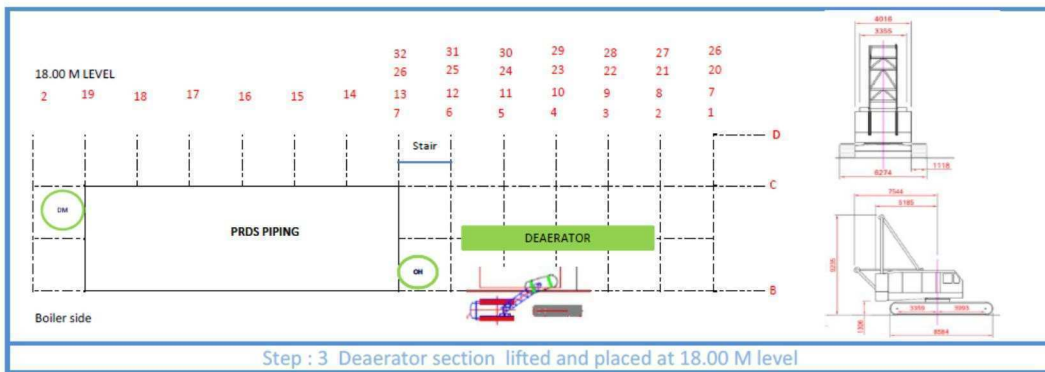 18.00 M LEVEL
32 31 30 29 28 27 26
26 25 24 23 22 21 20
2 19 18 17 16 15 14 13 12 11 10 9 8 7
7 6 5 4 3 2 1
Stair
D
C
DM
PRDS PIPING
DEAERATOR
OH
B
Boiler side
4018
3355
1118
6274
7544
5185
Step : 3 Deaerator section lifted and placed at 18.00 M level